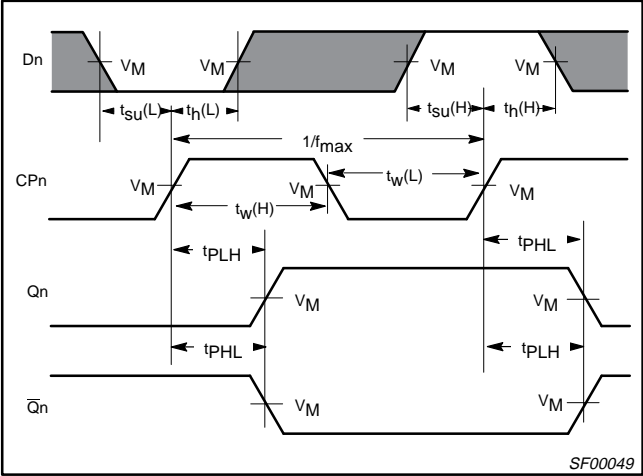 Dn
VM VM VM VM
tsu(L) th(L) tsu(H) th(H)
1/fmax
CPn
tw(L)
VM VM VM
tw(H)
tPLH tPHL
Qn
VM VM
tPHL tPLH
Q̅n
VM VM
SF00049